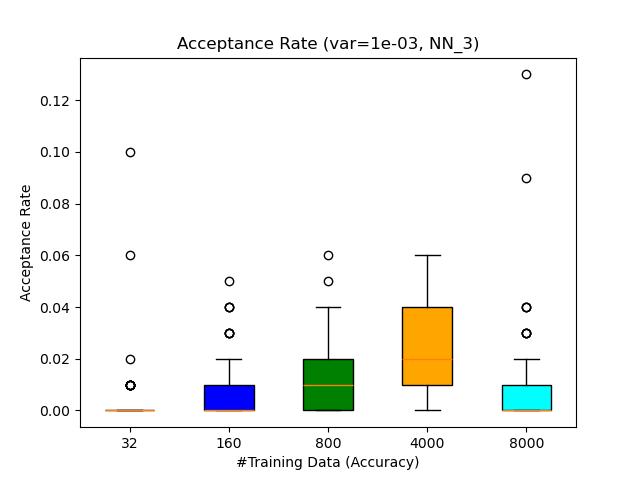 Acceptance Rate (var=1e-03, NN_3)
Acceptance Rate
0.12
0.10
0.08
0.06
0.04
0.02
0.00
32 160 800 4000 8000
#Training Data (Accuracy)